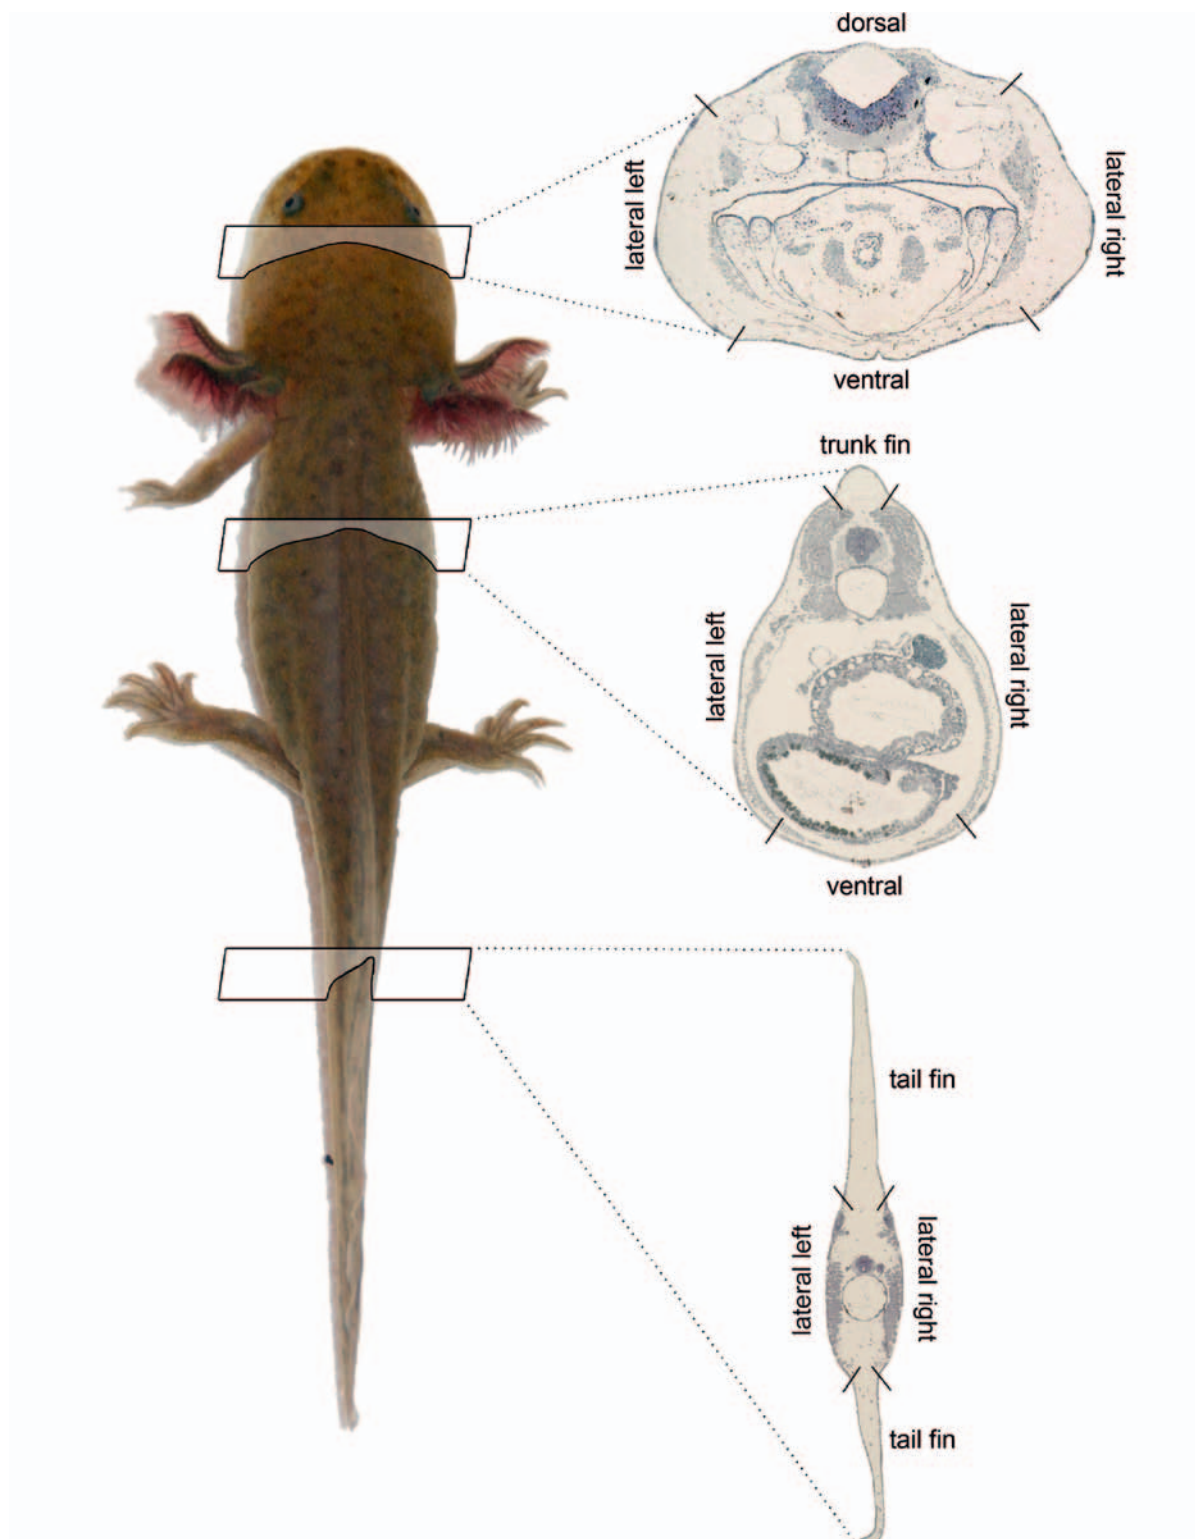 dorsal
lateral left
lateral right
ventral
trunk fin
lateral left
lateral right
ventral
tail fin
lateral left
lateral right
tail fin